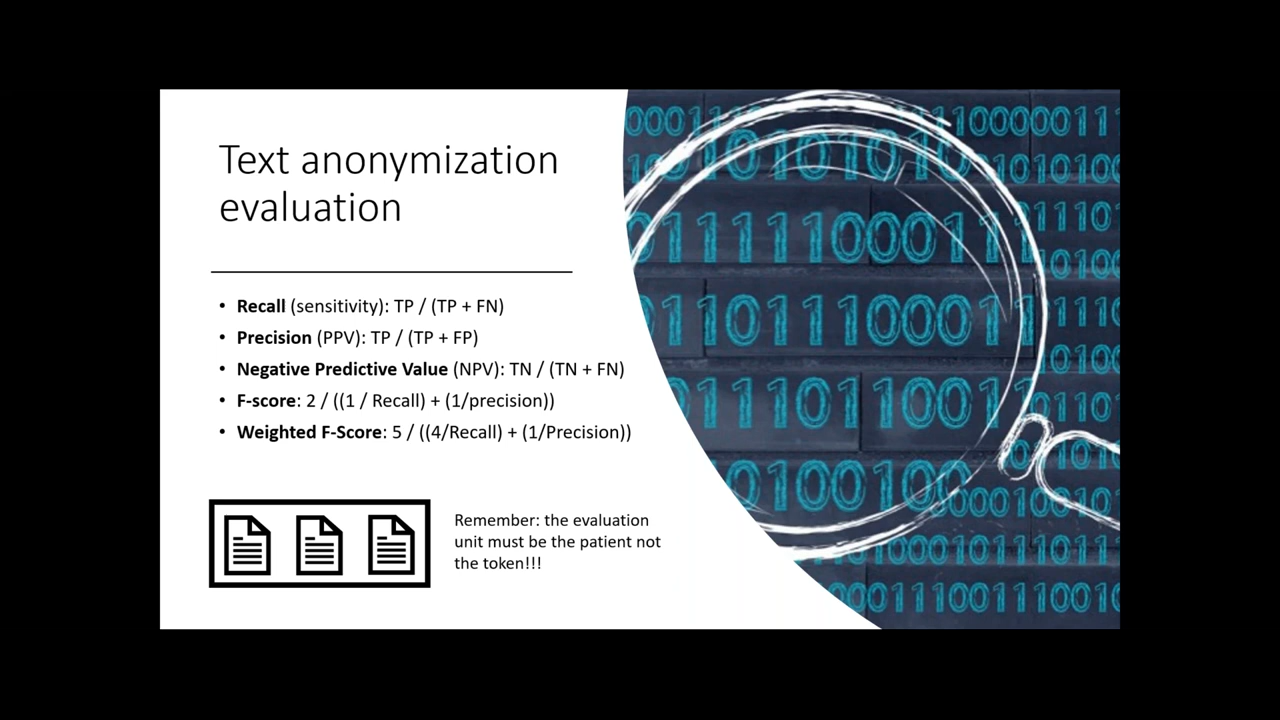 Text anonymization
evaluation
• Recall (sensitivity): TP / (TP + FN)
• Precision (PPV): TP / (TP + FP)
• Negative Predictive Value (NPV): TN / (TN + FN)
• F-score: 2 / ((1 / Recall) + (1/precision))
• Weighted F-Score: 5 / ((4/Recall) + (1/Precision))
Remember: the evaluation
unit must be the patient not
the token!!!